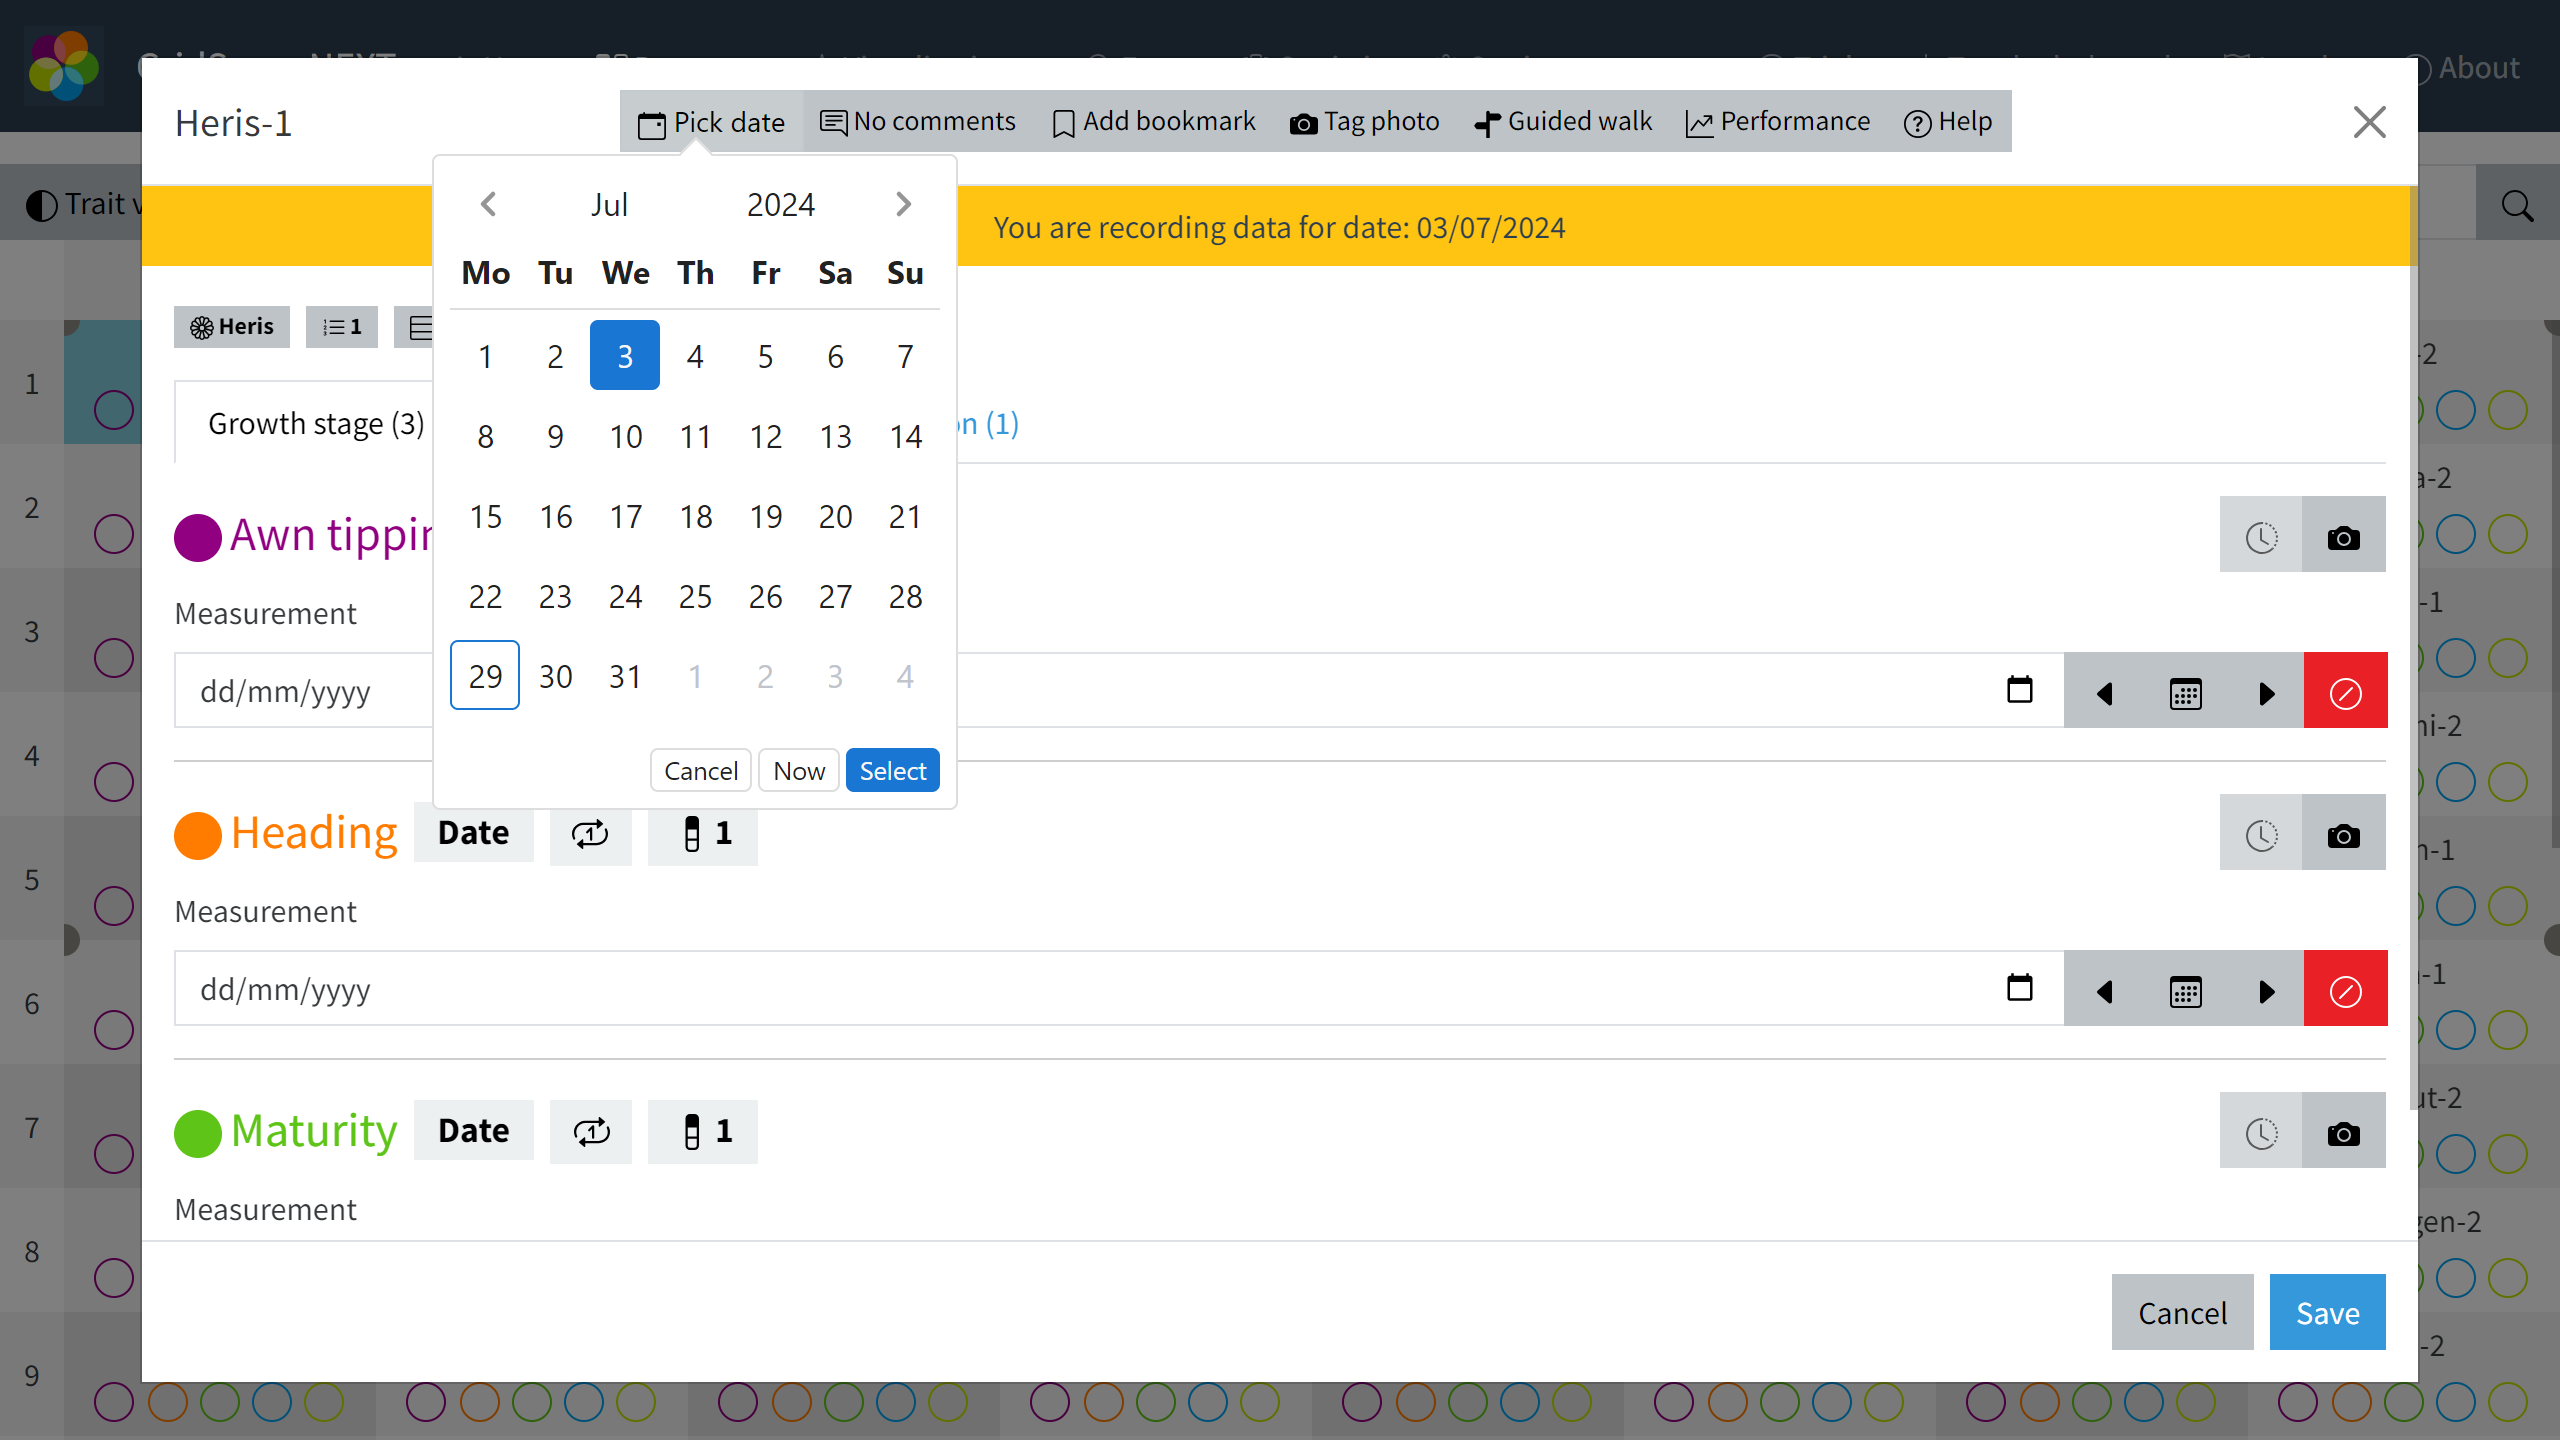 About
Heris-1
Pick date
No comments
Add bookmark
Tag photo
Guided walk
Performance
Help
Trait v
You are recording data for date: 03/07/2024
Jul 2024
Mo Tu We Th Fr Sa Su
1 2 3 4 5 6 7
8 9 10 11 12 13 14
15 16 17 18 19 20 21
22 23 24 25 26 27 28
29 30 31 1 2 3 4
Cancel Now Select
Heris 1
Growth stage (3)
on (1)
Awn tippin
Measurement
dd/mm/yyyy
Heading Date 1 1
Measurement
dd/mm/yyyy
Maturity Date 1 1
Measurement
Cancel Save
1
2
3
4
5
6
7
8
9
-2
a-2
-1
ni-2
n-1
-1
ut-2
gen-2
-2